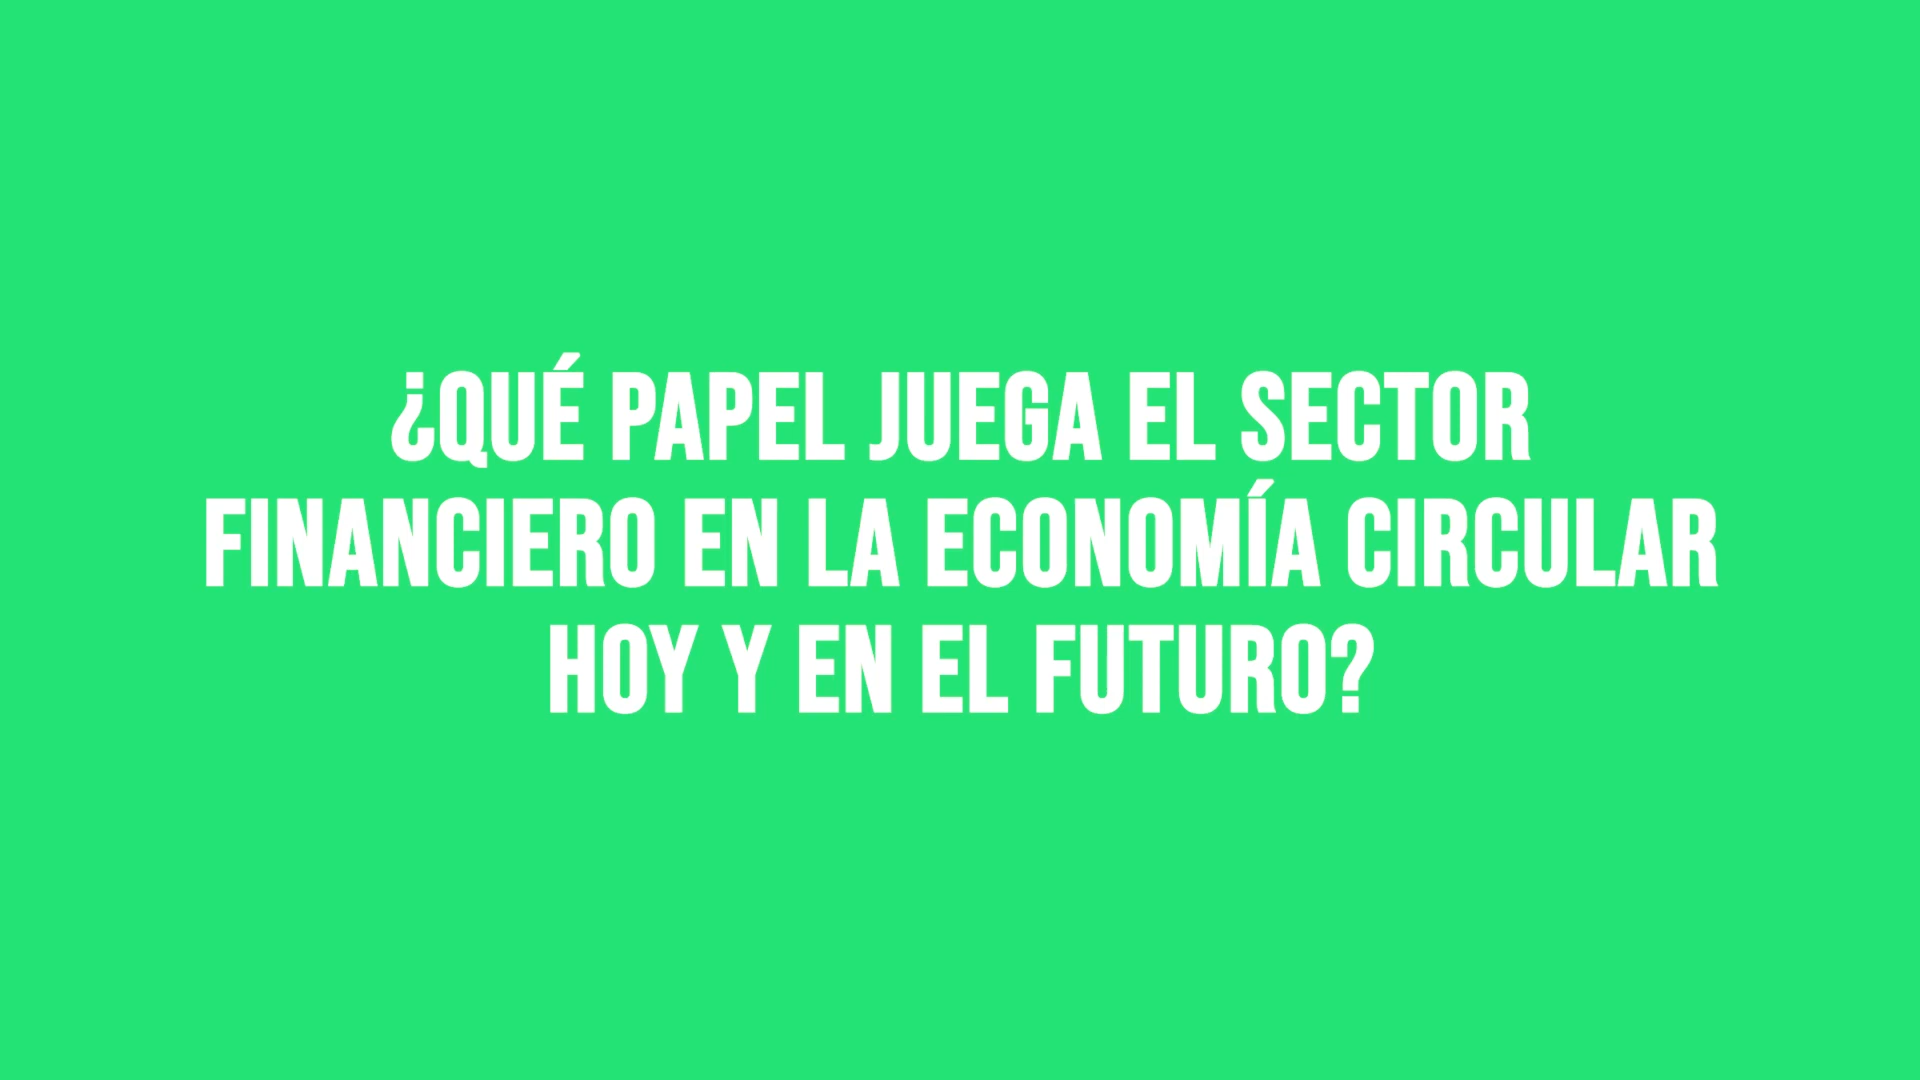 ¿QUÉ PAPEL JUEGA EL SECTOR
FINANCIERO EN LA ECONOMÍA CIRCULAR
HOY Y EN EL FUTURO?